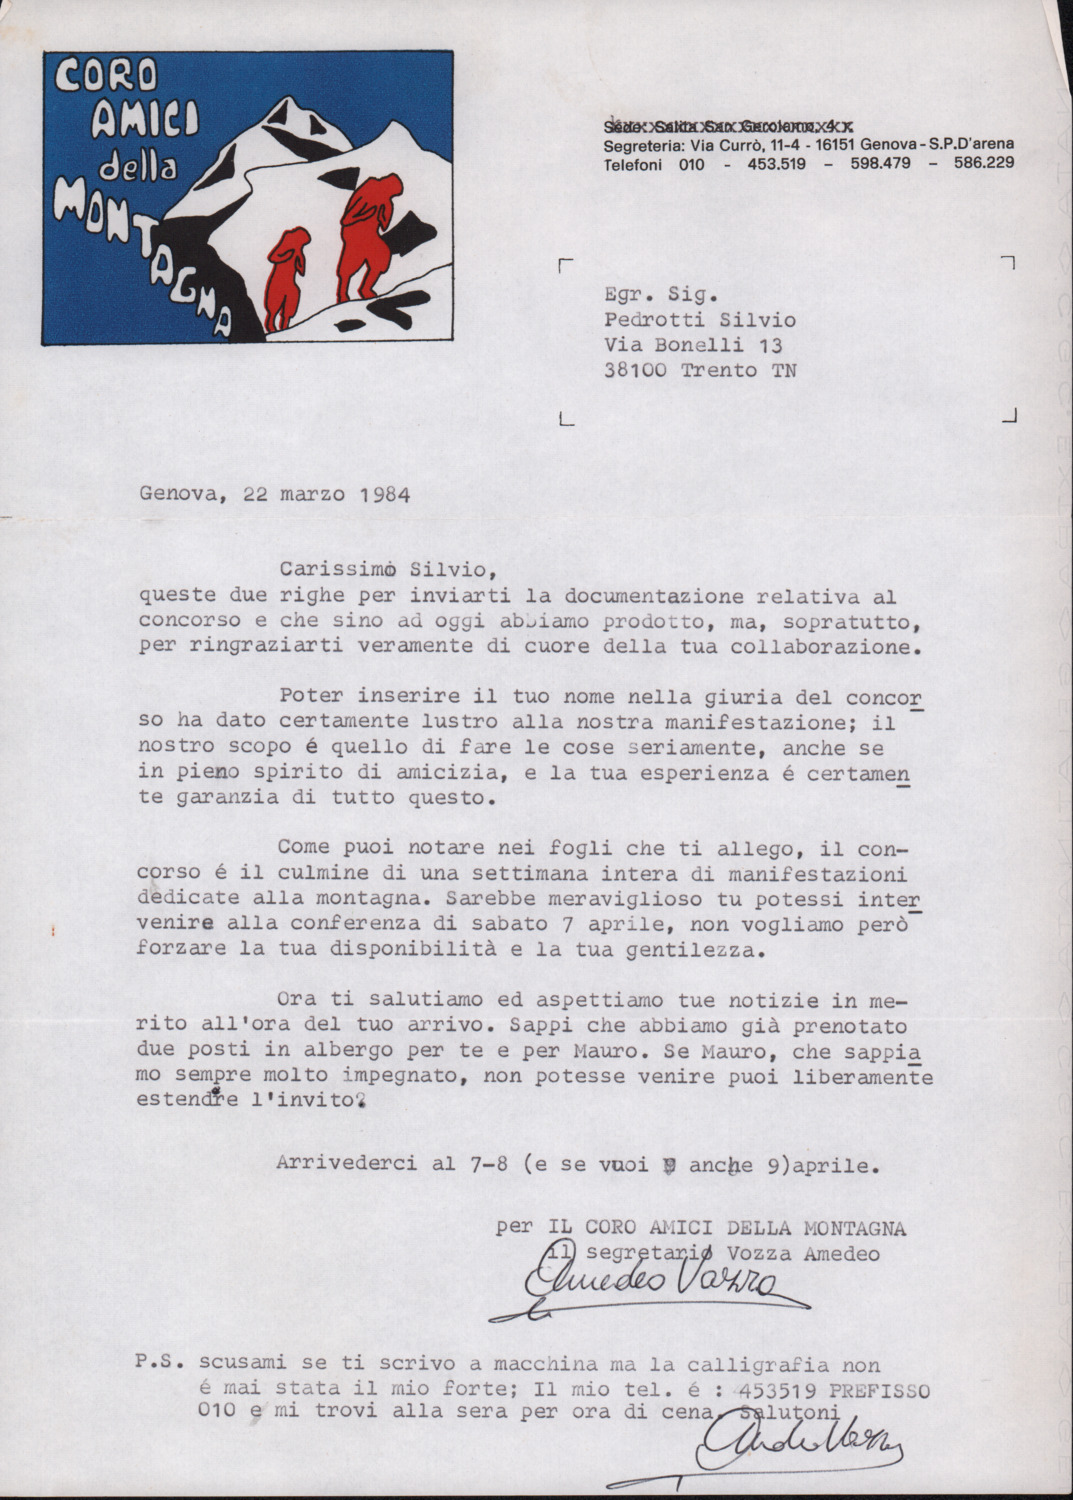 CORO
AMICI
della
MONTAGNA
Sede: Salita San Gerolamo, 4
Segreteria: Via Currò, 11-4 - 16151 Genova - S.P.D'arena
Telefoni 010 - 453.519 - 598.479 - 586.229
Egr. Sig.
Pedrotti Silvio
Via Bonelli 13
38100 Trento TN
Genova, 22 marzo 1984
Carissimo Silvio,
queste due righe per inviarti la documentazione relativa al
concorso e che sino ad oggi abbiamo prodotto, ma, sopratutto,
per ringraziarti veramente di cuore della tua collaborazione.
Poter inserire il tuo nome nella giuria del concor
so ha dato certamente lustro alla nostra manifestazione; il
nostro scopo é quello di fare le cose seriamente, anche se
in pieno spirito di amicizia, e la tua esperienza é certamen
te garanzia di tutto questo.
Come puoi notare nei fogli che ti allego, il con-
corso é il culmine di una settimana intera di manifestazioni
dedicate alla montagna. Sarebbe meraviglioso tu potessi inter
venire alla conferenza di sabato 7 aprile, non vogliamo però
forzare la tua disponibilità e la tua gentilezza.
Ora ti salutiamo ed aspettiamo tue notizie in me-
rito all'ora del tuo arrivo. Sappi che abbiamo già prenotato
due posti in albergo per te e per Mauro. Se Mauro, che sappia
mo sempre molto impegnato, non potesse venire puoi liberamente
estendere l'invito?
Arrivederci al 7-8 (e se vuoi anche 9)aprile.
per IL CORO AMICI DELLA MONTAGNA
il segretario Vozza Amedeo
Amedeo Vozza
P.S. scusami se ti scrivo a macchina ma la calligrafia non
é mai stata il mio forte; Il mio tel. é : 453519 PREFISSO
010 e mi trovi alla sera per ora di cena. Salutoni